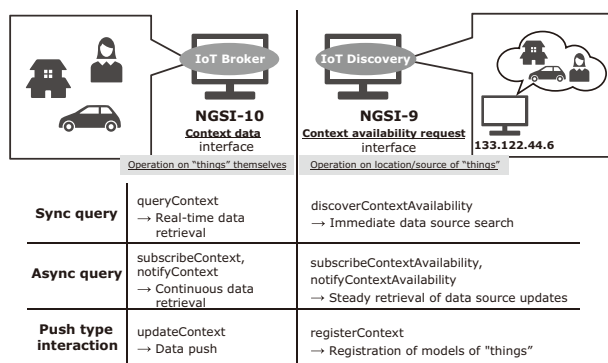 IoT Broker
IoT Discovery
NGSI-10
Context data
interface
NGSI-9
Context availability request
interface
133.122.44.6
Operation on “things” themselves
Operation on location/source of “things”
Sync query
queryContext
→ Real-time data
retrieval
discoverContextAvailability
→ Immediate data source search
Async query
subscribeContext,
notifyContext
→ Continuous data
retrieval
subscribeContextAvailability,
notifyContextAvailability
→ Steady retrieval of data source updates
Push type
interaction
updateContext
→ Data push
registerContext
→ Registration of models of "things”